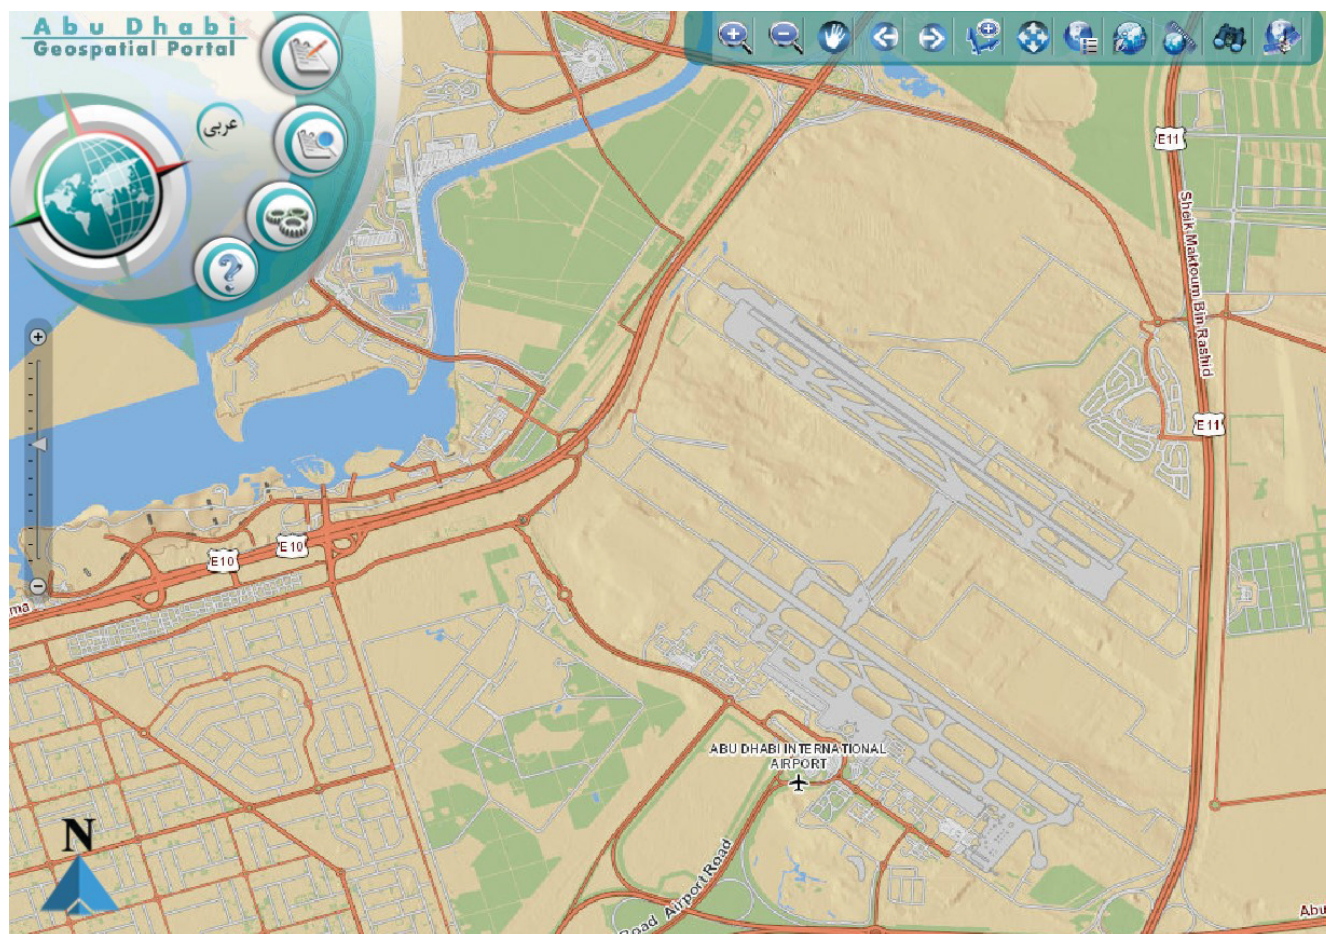 Abu Dhabi
Geospatial Portal
عربي
E11
Sheik Maktoum Bin Rashid
E11
E10
E10
ma
ABU DHABI INTERNATIONAL
AIRPORT
Road Airport Road
N
Abu